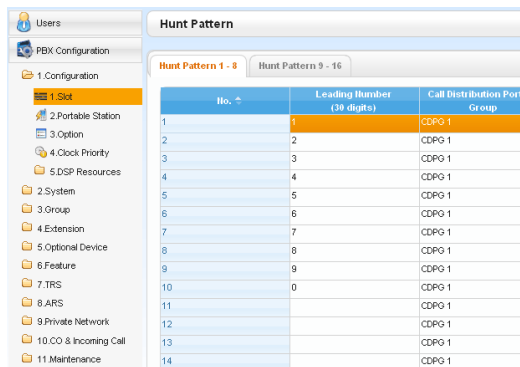 Users
PBX Configuration
1.Configuration
1.Slot
2.Portable Station
3.Option
4.Clock Priority
5.DSP Resources
2.System
3.Group
4.Extension
5.Optional Device
6.Feature
7.TRS
8.ARS
9.Private Network
10.CO & Incoming Call
11.Maintenance
Hunt Pattern
Hunt Pattern 1 - 8 Hunt Pattern 9 - 16
No. Leading Number Call Distribution Port
(30 digits) Group
1 1 CDPG 1
2 2 CDPG 1
3 3 CDPG 1
4 4 CDPG 1
5 5 CDPG 1
6 6 CDPG 1
7 7 CDPG 1
8 8 CDPG 1
9 9 CDPG 1
10 0 CDPG 1
11 CDPG 1
12 CDPG 1
13 CDPG 1
14 CDPG 1